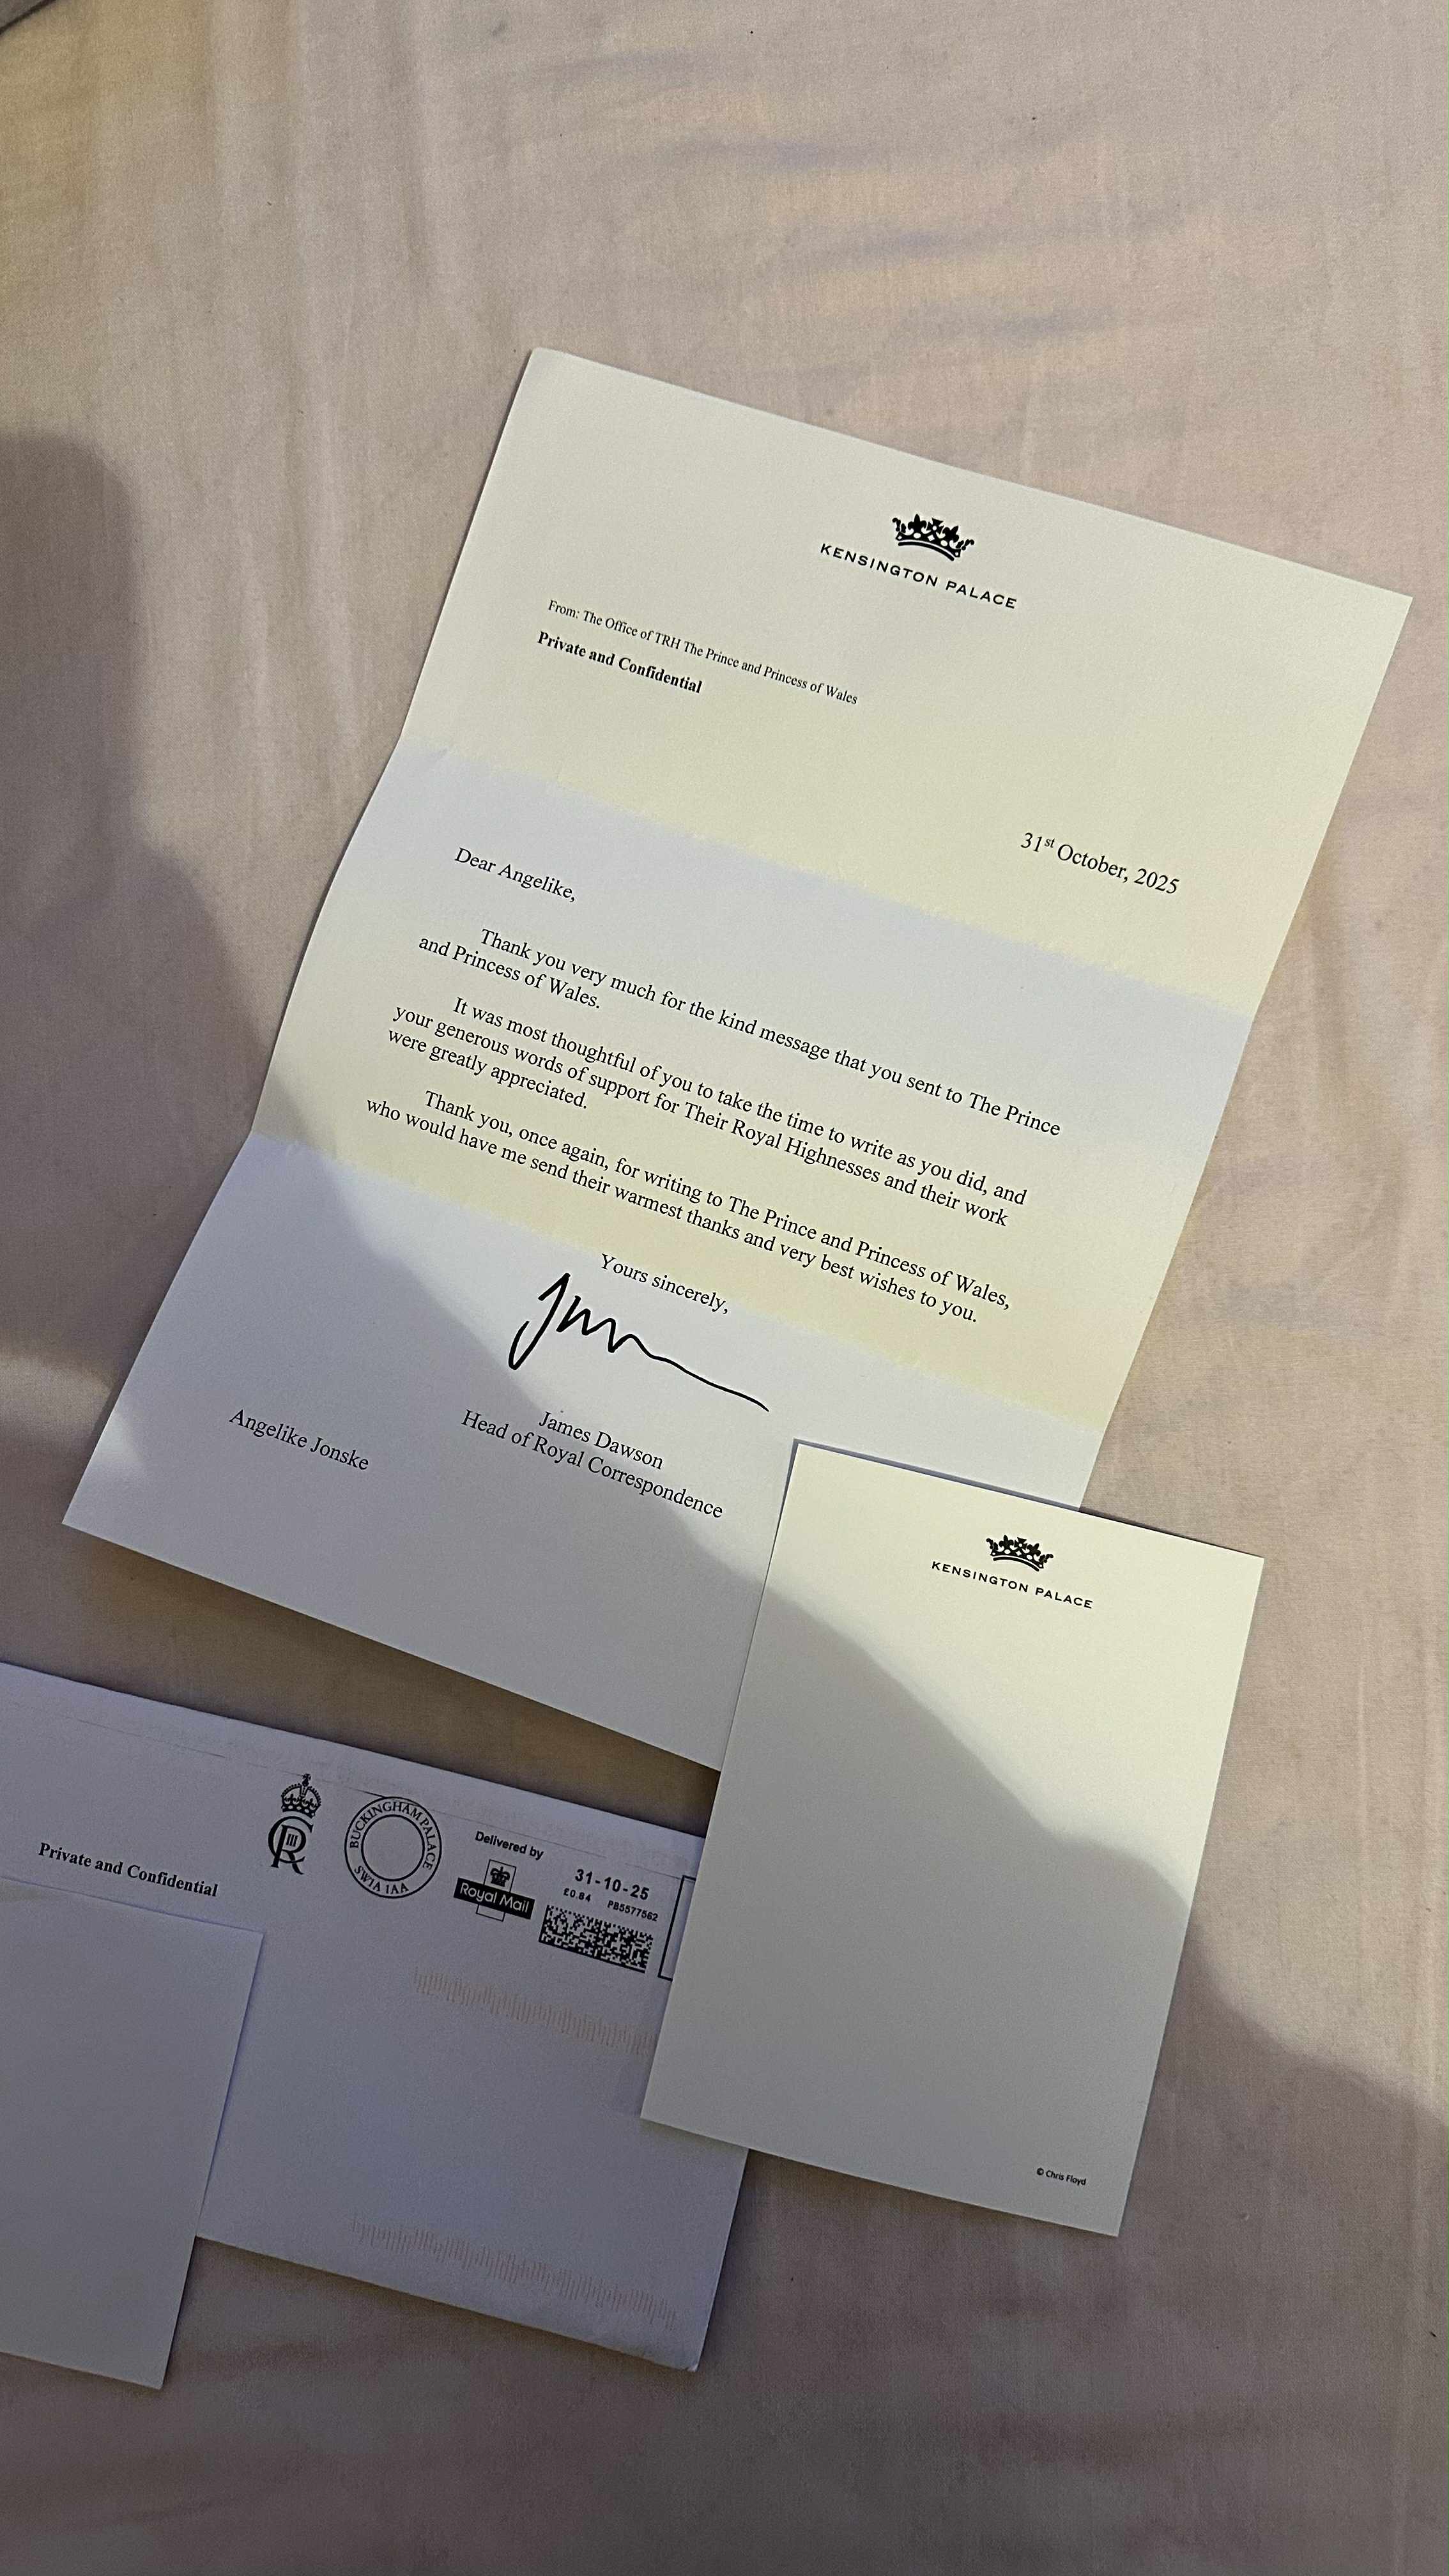 KENSINGTON PALACE
From: The Office of TRH The Prince and Princess of Wales
Private and Confidential
31st October, 2025
Dear Angelike,
Thank you very much for the kind message that you sent to The Prince
and Princess of Wales.
It was most thoughtful of you to take the time to write as you did, and
your generous words of support for Their Royal Highnesses and their work
were greatly appreciated.
Thank you, once again, for writing to The Prince and Princess of Wales,
who would have me send their warmest thanks and very best wishes to you.
Yours sincerely,
James Dawson
Head of Royal Correspondence
Angelike Jonske
KENSINGTON PALACE
© Chris Floyd
Private and Confidential
CIIIR
BUCKINGHAM PALACE
SW1A 1AA
Delivered by
Royal Mail
31-10-25
£0.84 PB5577562